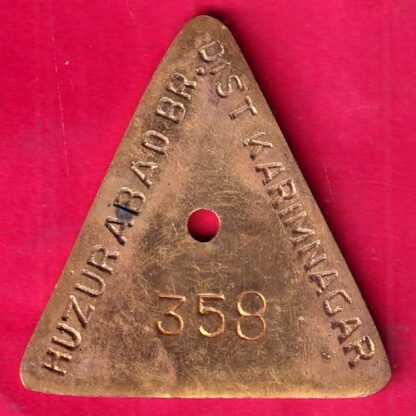 HUZURABAD BR.
DIST KARIMNAGAR
358